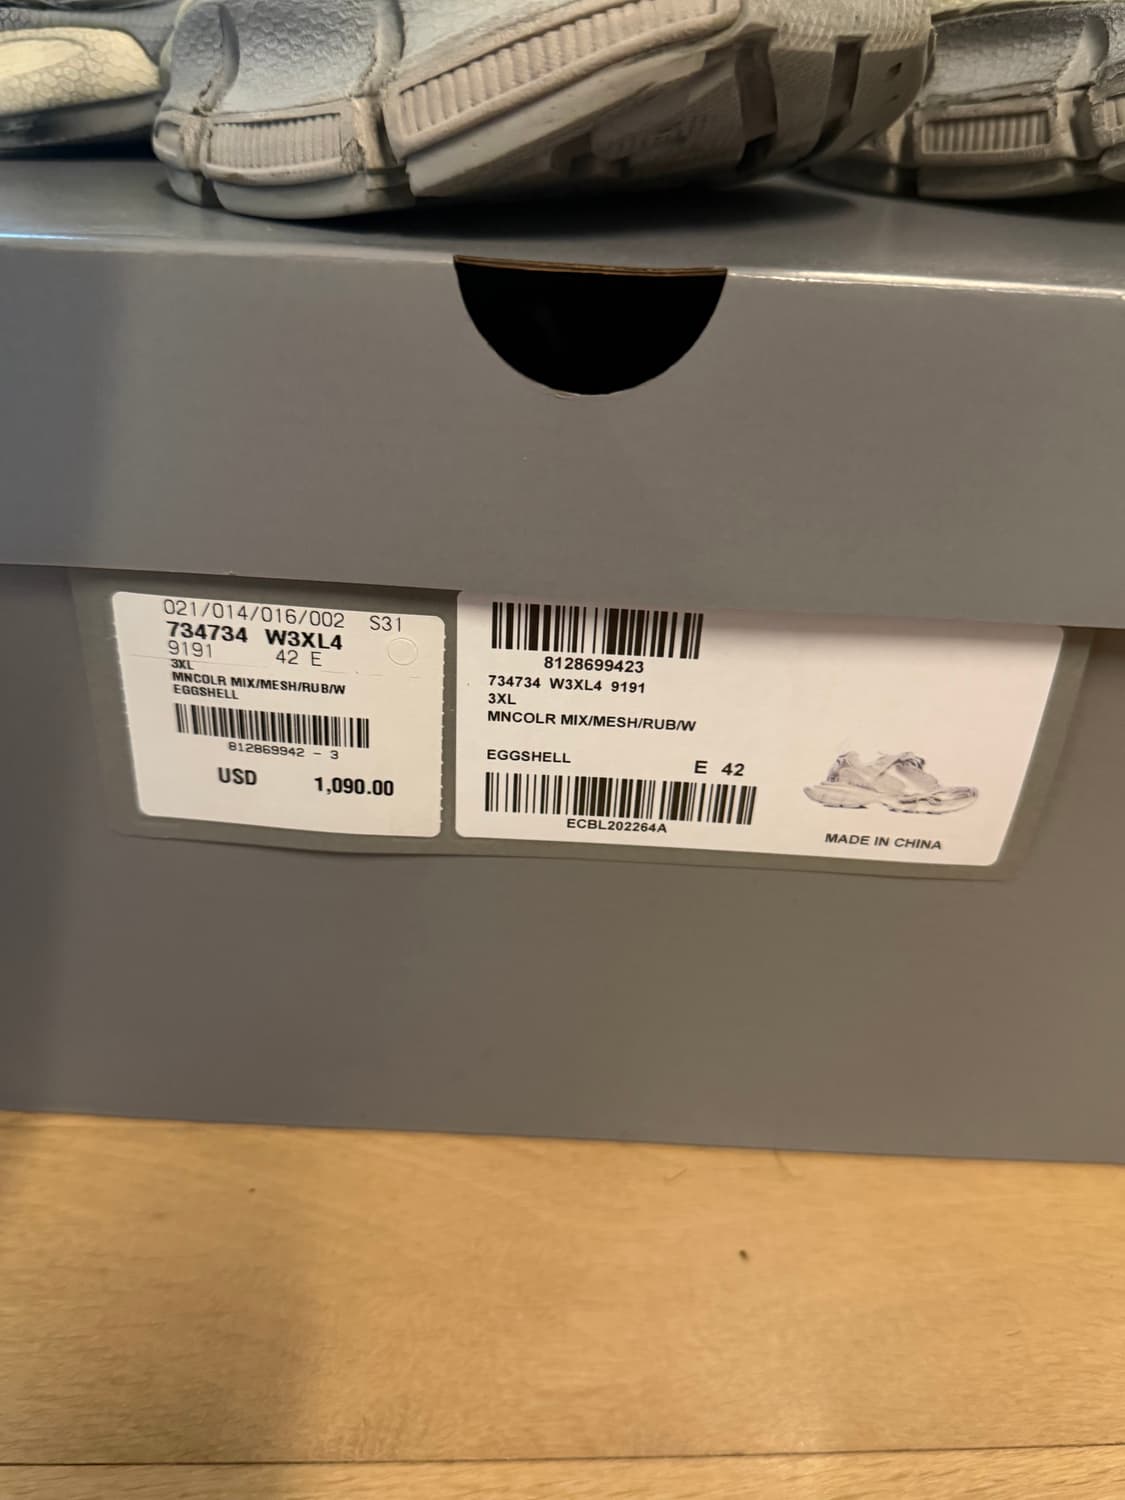 021/014/016/002 S31
734734 W3XL4
9191 42 E
3XL
MNCOLR MIX/MESH/RUB/W
EGGSHELL
812869942 - 3
USD 1,090.00
8128699423
734734 W3XL4 9191
3XL
MNCOLR MIX/MESH/RUB/W
EGGSHELL E 42
ECBL202264A
MADE IN CHINA